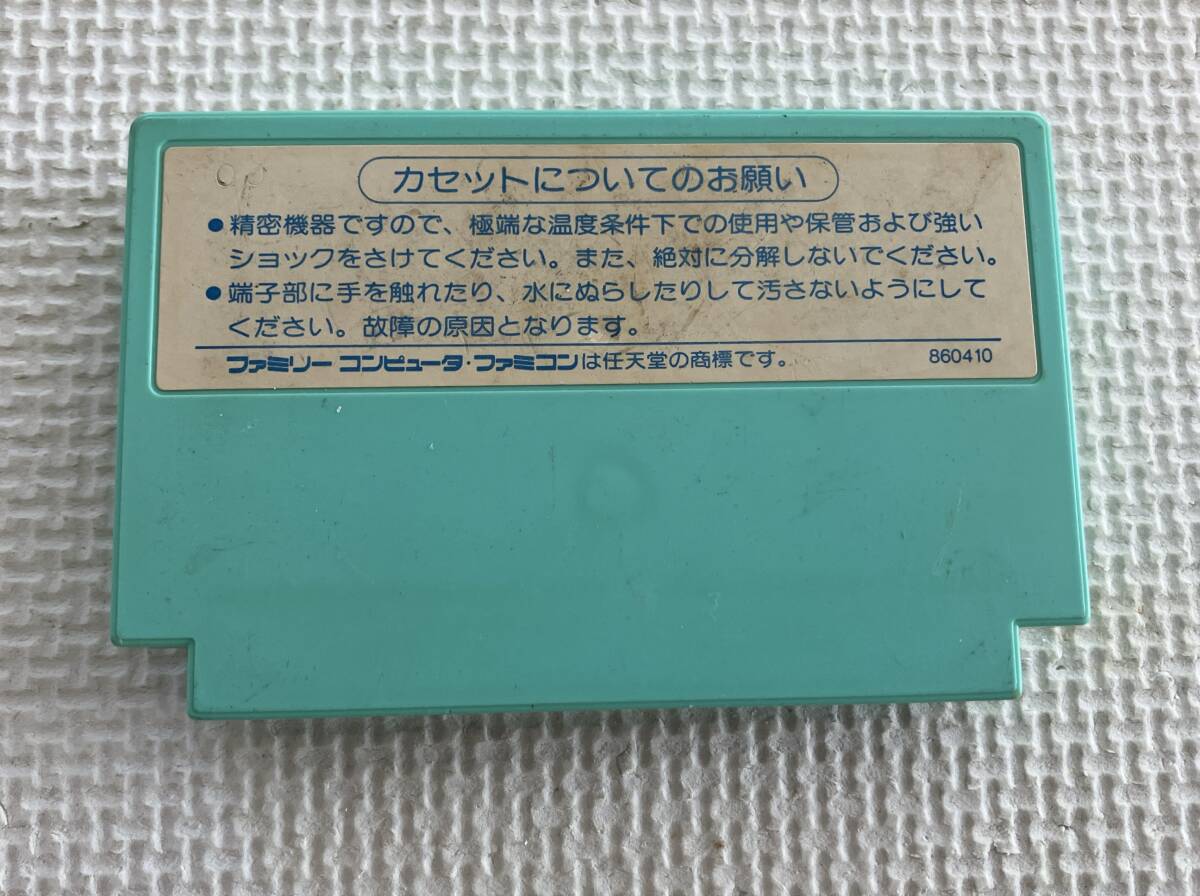 カセットについてのお願い
●精密機器ですので、極端な温度条件下での使用や保管および強い
ショックをさけてください。また、絶対に分解しないでください。
●端子部に手を触れたり、水にぬらしたりして汚さないようにして
ください。故障の原因となります。
ファミリー コンピュータ・ファミコンは任天堂の商標です。 860410